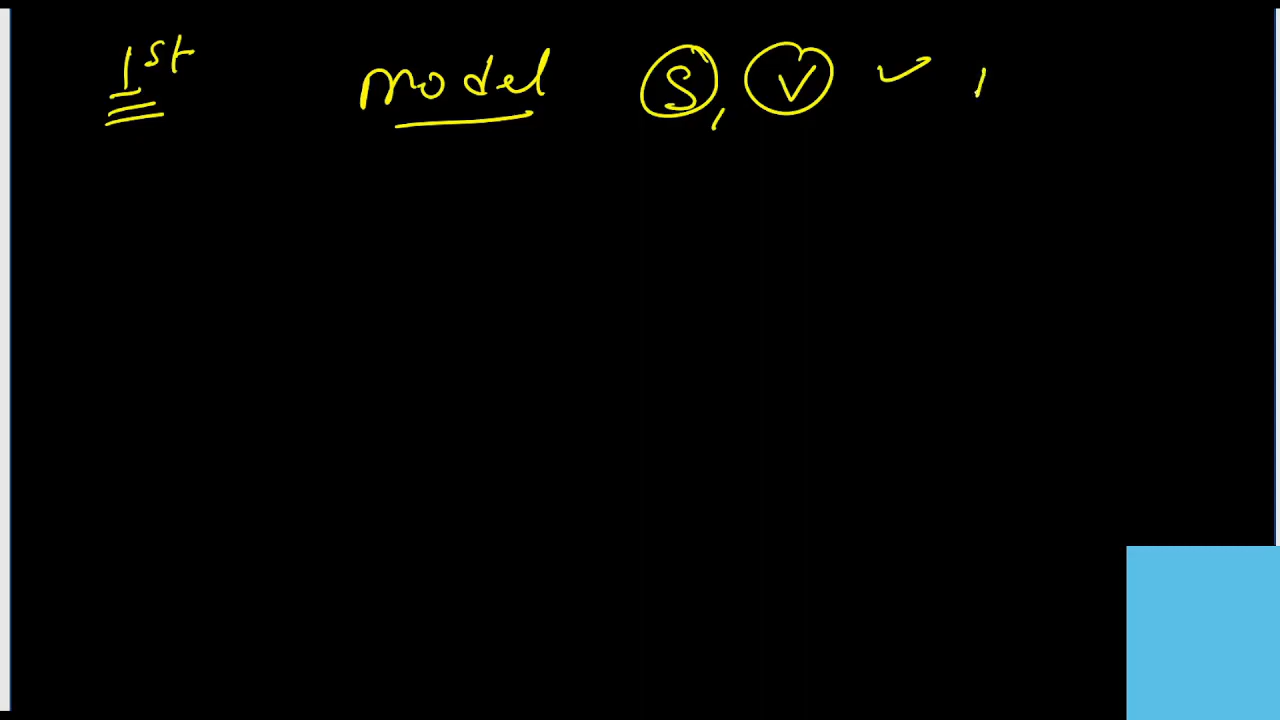 1st model S, V ✓